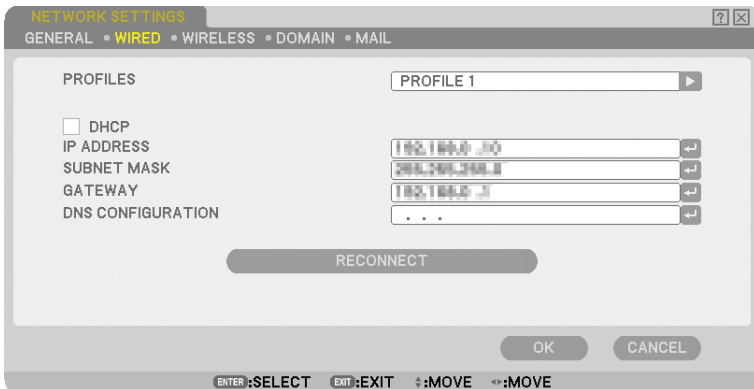 NETWORK SETTINGS
? X
GENERAL • WIRED • WIRELESS • DOMAIN • MAIL
PROFILES PROFILE 1
DHCP
IP ADDRESS
SUBNET MASK
GATEWAY
DNS CONFIGURATION . . .
RECONNECT
OK CANCEL
ENTER :SELECT EXIT :EXIT :MOVE :MOVE